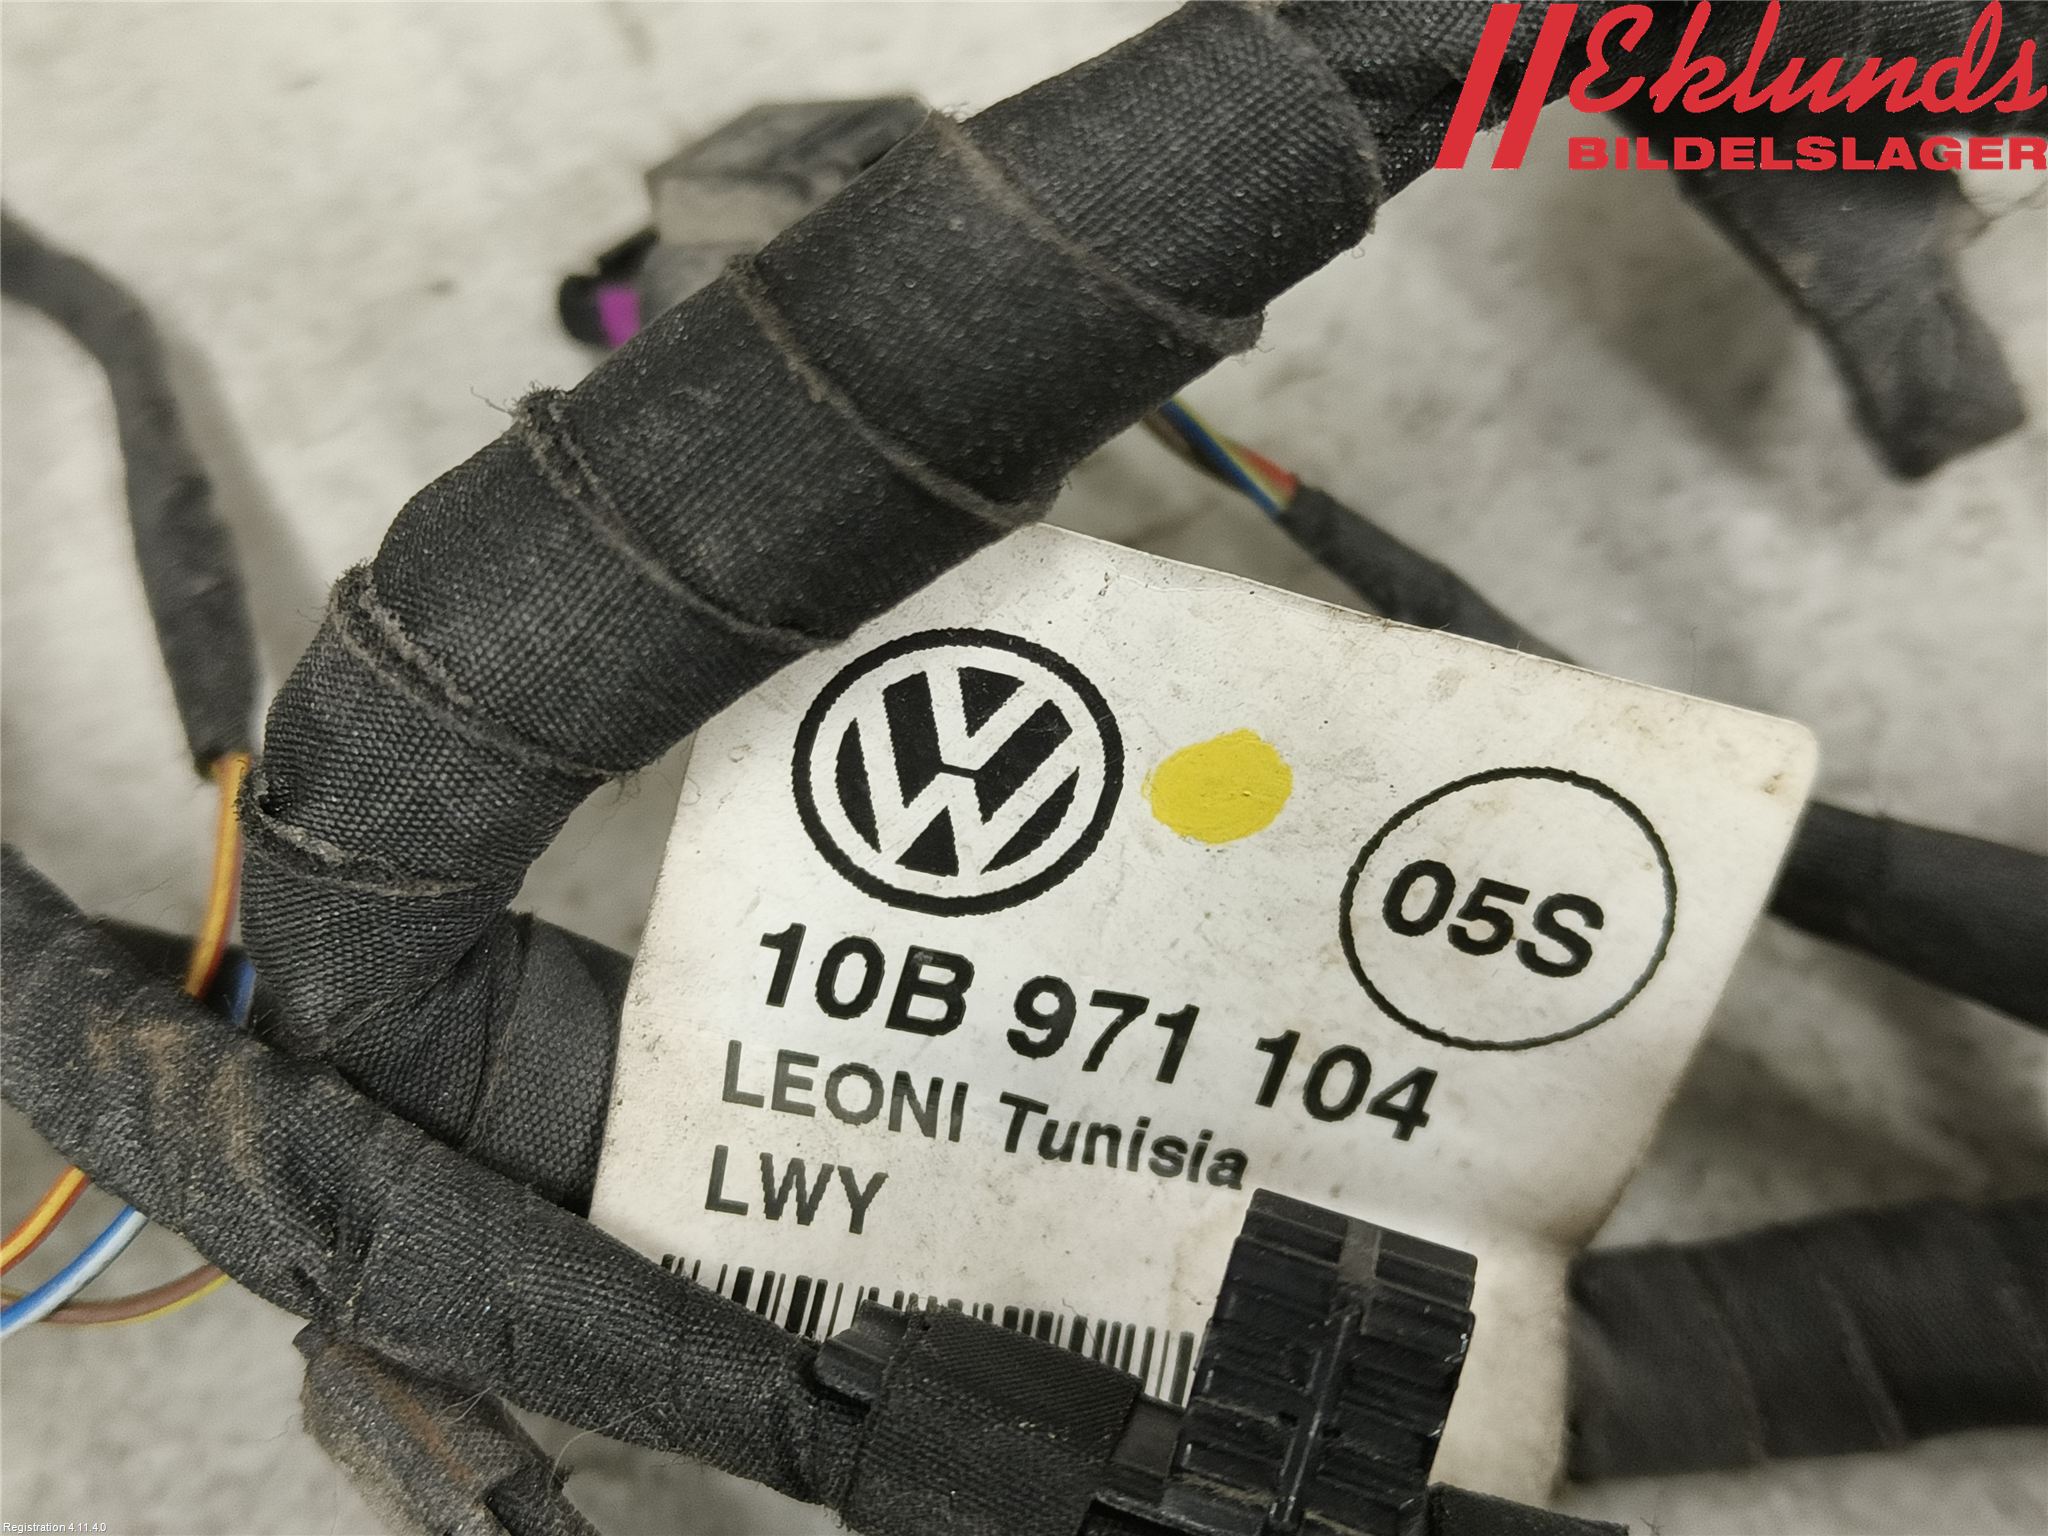 Eklunds
BILDELSLAGER
05S
10B 971 104
LEONI Tunisia
LWY
Registration 4.11.4.0